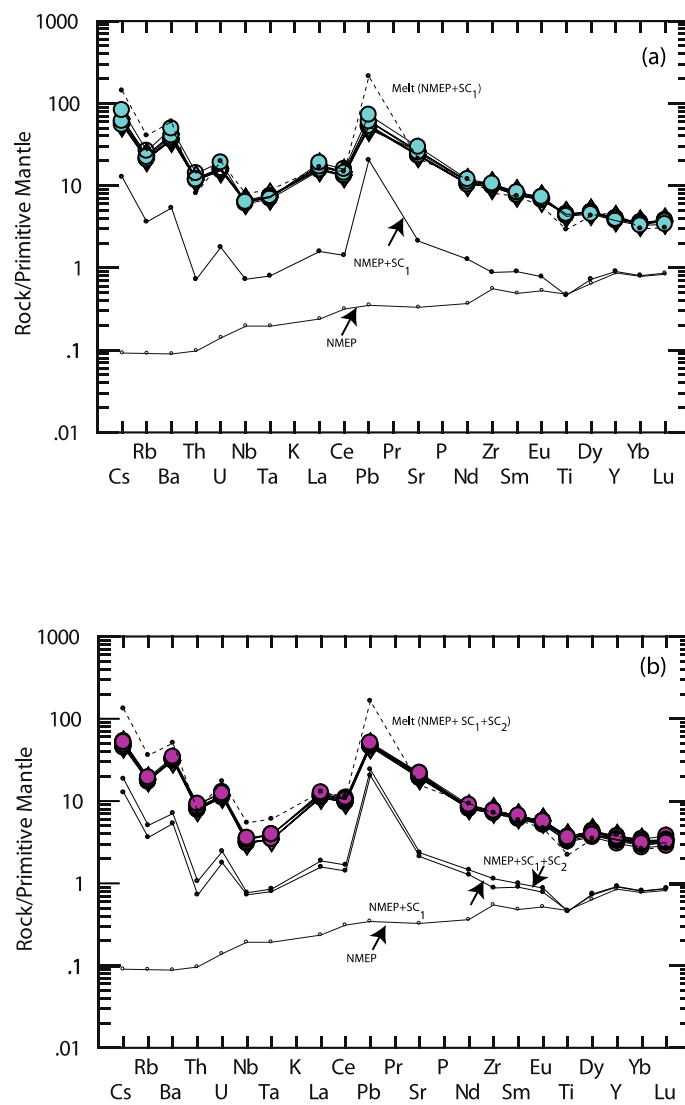 1000
(a)
Melt (NMEP+SC1)
100
10
Rock/Primitive Mantle
NMEP+SC1
1
NMEP
.1
.01
Rb Th Nb K Ce Pr P Zr Eu Dy Yb
Cs Ba U Ta La Pb Sr Nd Sm Ti Y Lu
1000
(b)
Melt (NMEP+ SC1+SC2)
100
10
Rock/Primitive Mantle
NMEP+SC1+SC2
1
NMEP+SC1
NMEP
.1
.01
Rb Th Nb K Ce Pr P Zr Eu Dy Yb
Cs Ba U Ta La Pb Sr Nd Sm Ti Y Lu